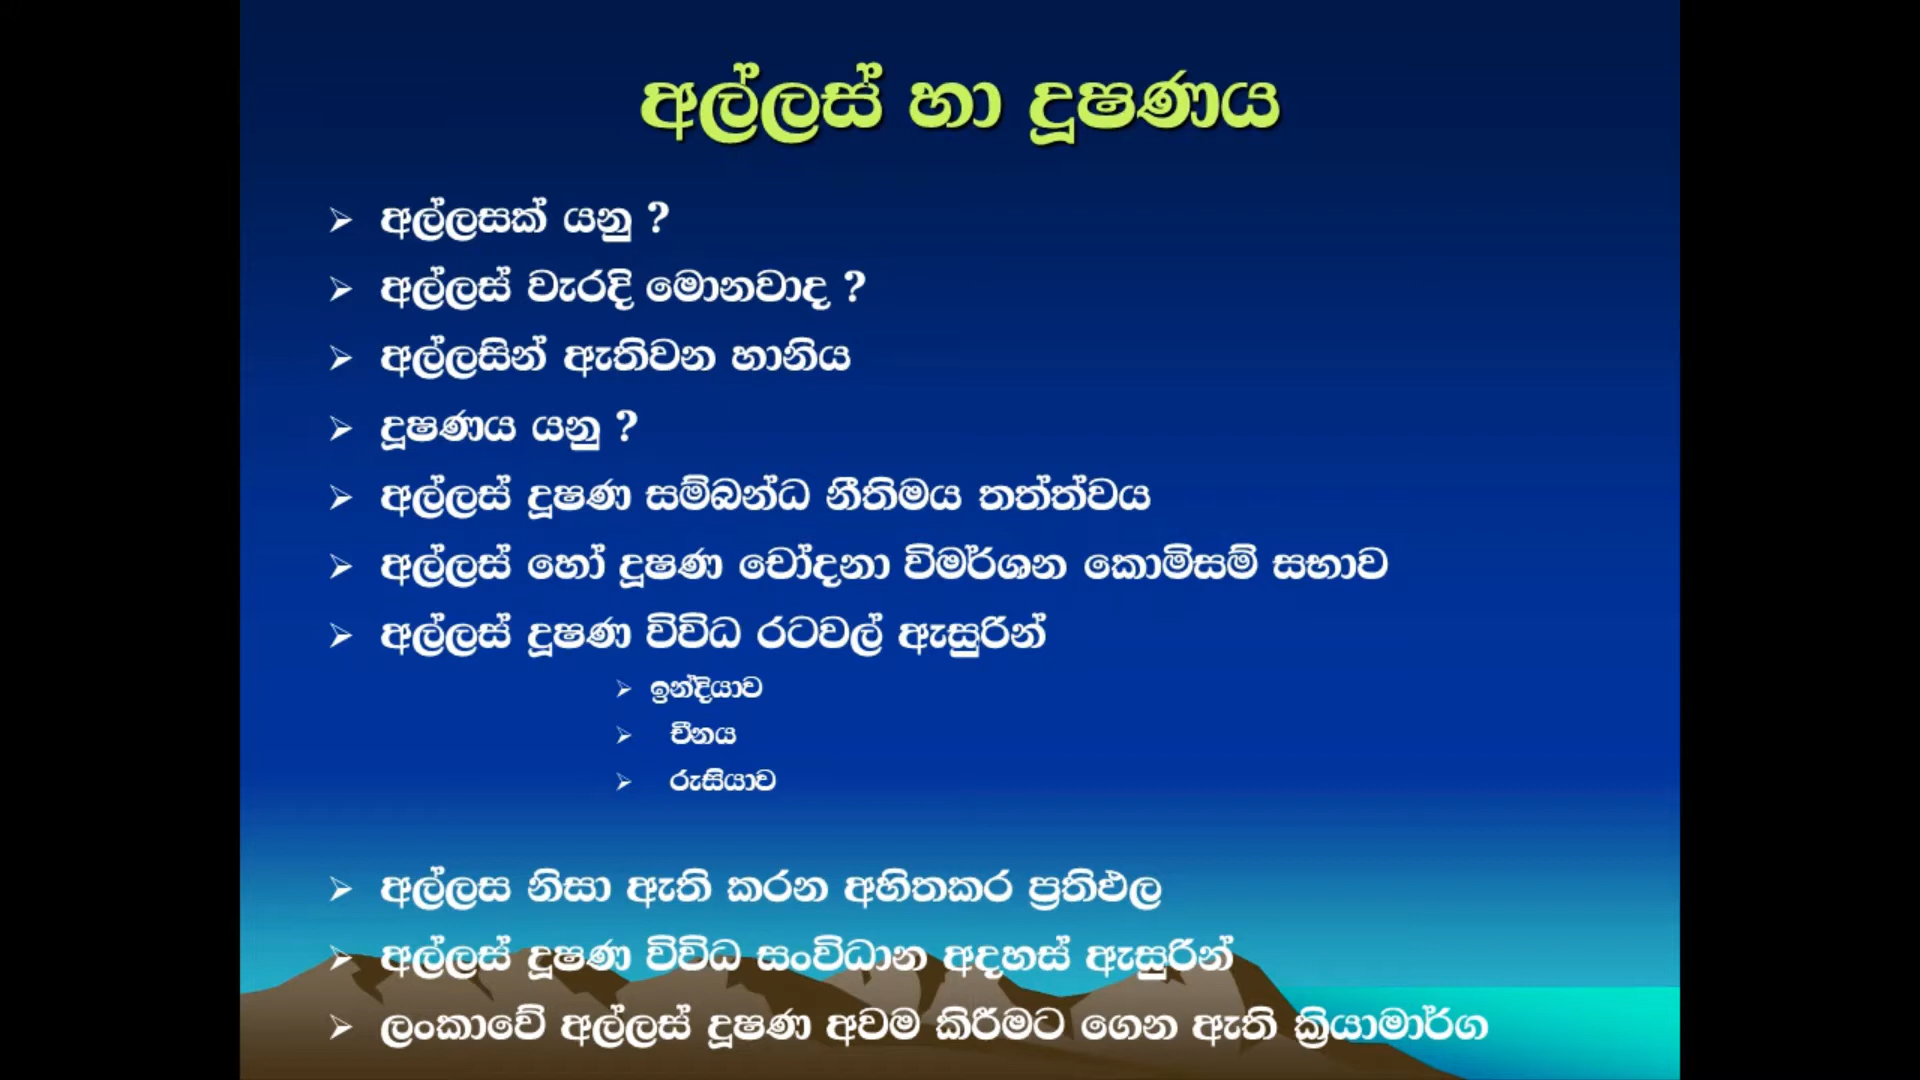 අල්ලස් හා දූෂණය
➢ අල්ලසක් යනු ?
➢ අල්ලස් වැරදි මොනවාද ?
➢ අල්ලසින් ඇතිවන හානිය
➢ දූෂණය යනු ?
➢ අල්ලස් දූෂණ සම්බන්ධ නීතිමය තත්ත්වය
➢ අල්ලස් හෝ දූෂණ චෝදනා විමර්ශන කොමිසම් සභාව
➢ අල්ලස් දූෂණ විවිධ රටවල් ඇසුරින්
➢ ඉන්දියාව
➢ චීනය
➢ රුසියාව
➢ අල්ලස නිසා ඇති කරන අහිතකර ප්‍රතිඵල
➢ අල්ලස් දූෂණ විවිධ සංවිධාන අදහස් ඇසුරින්
➢ ලංකාවේ අල්ලස් දූෂණ අවම කිරීමට ගෙන ඇති ක්‍රියාමාර්ග